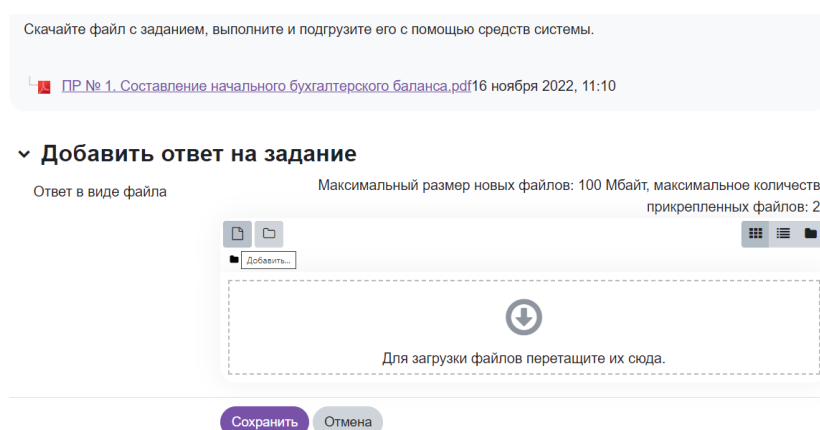 Скачайте файл с заданием, выполните и подгрузите его с помощью средств системы.
ПР № 1. Составление начального бухгалтерского баланса.pdf16 ноября 2022, 11:10
Добавить ответ на задание
Ответ в виде файла
Максимальный размер новых файлов: 100 Мбайт, максимальное количеств
прикрепленных файлов: 2
Добавить...
Для загрузки файлов перетащите их сюда.
Сохранить Отмена